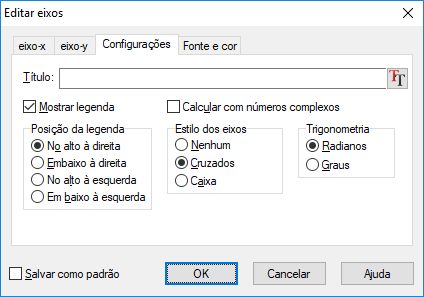 Editar eixos
eixo-x eixo-y Configurações Fonte e cor
Título:
Mostrar legenda Calcular com números complexos
Posição da legenda
No alto à direita
Embaixo à direita
No alto à esquerda
Em baixo à esquerda
Estilo dos eixos
Nenhum
Cruzados
Caixa
Trigonometria
Radianos
Graus
Salvar como padrão OK Cancelar Ajuda